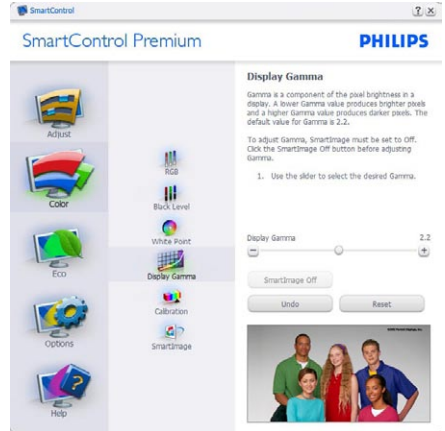 SmartControl
SmartControl Premium
PHILIPS
Adjust
Color
Eco
Options
Help
RGB
Black Level
White Point
Display Gamma
Calibration
SmartImage
Display Gamma
Gamma is a component of the pixel brightness in a
display. A lower Gamma value produces brighter pixels
and a higher Gamma value produces darker pixels. The
default value for Gamma is 2.2.
To adjust Gamma, SmartImage must be set to Off.
Click the SmartImage Off button before adjusting
Gamma.
1. Use the slider to select the desired Gamma.
Display Gamma 2.2
SmartImage Off
Undo Reset